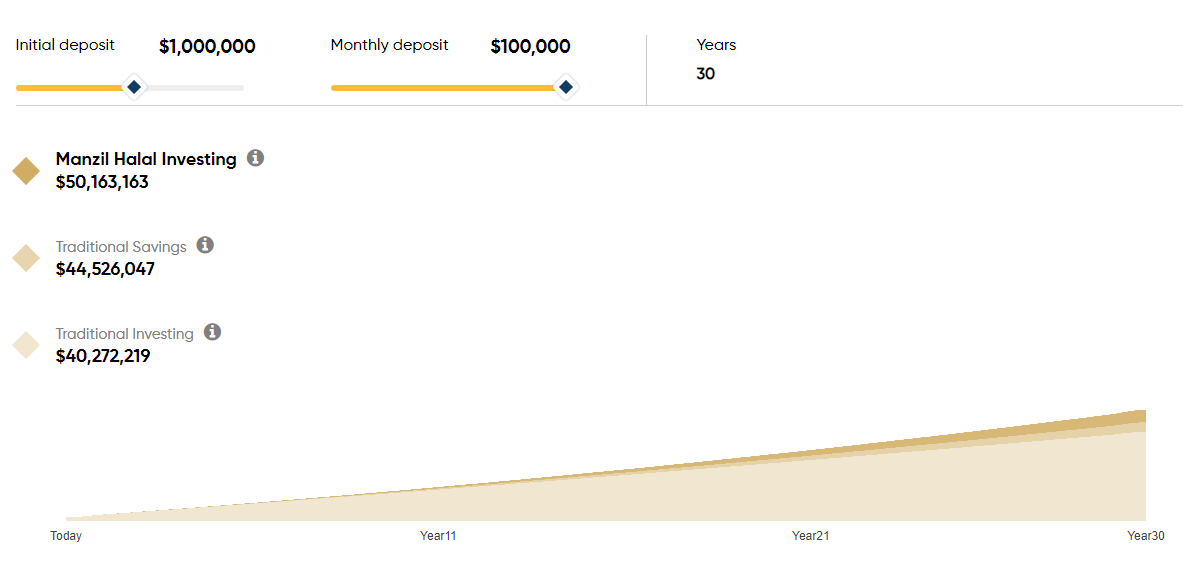 Initial deposit $1,000,000 Monthly deposit $100,000 Years
30
Manzil Halal Investing
$50,163,163
Traditional Savings
$44,526,047
Traditional Investing
$40,272,219
Today Year11 Year21 Year30